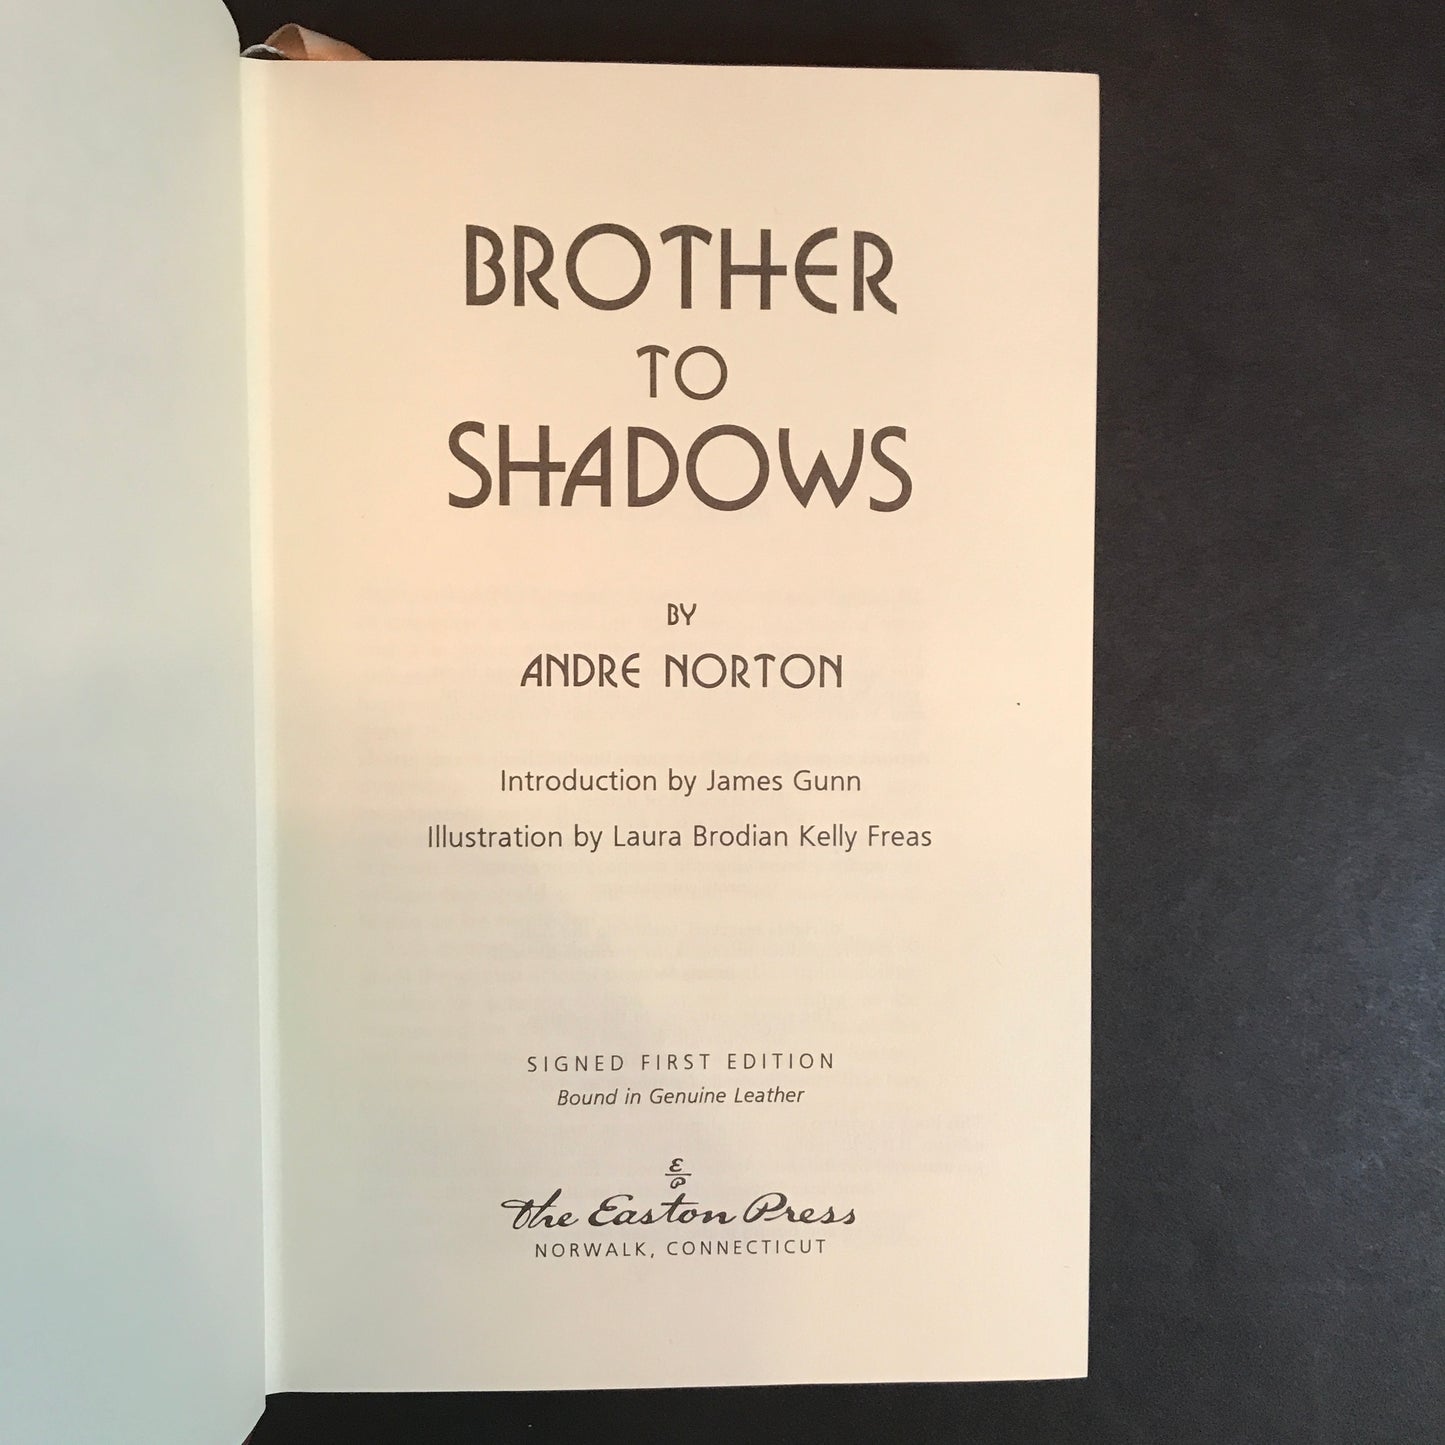 BROTHER
TO
SHADOWS
BY
ANDRE NORTON
Introduction by James Gunn
Illustration by Laura Brodian Kelly Freas
SIGNED FIRST EDITION
Bound in Genuine Leather
E
P
The Easton Press
NORWALK, CONNECTICUT